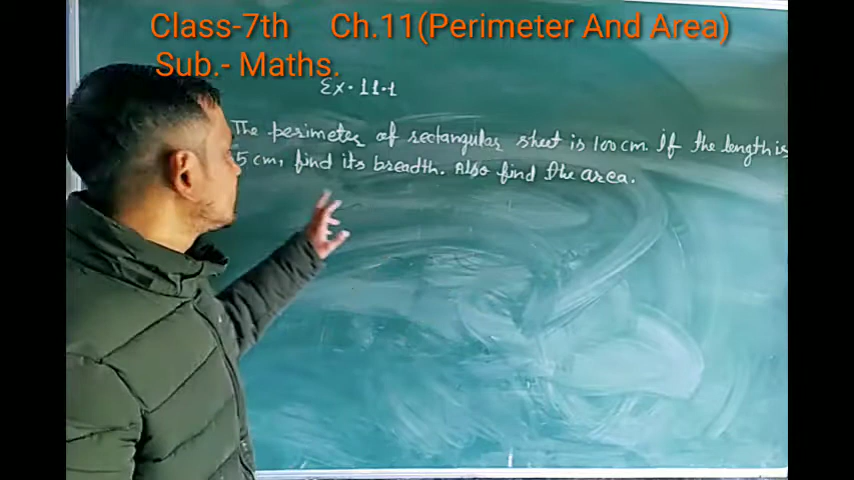 Class-7th Ch.11(Perimeter And Area)
Sub.- Maths.
Ex. 11.1
The perimeter of rectangular sheet is 100 cm. If the length is
5 cm, find its breadth. Also find the area.